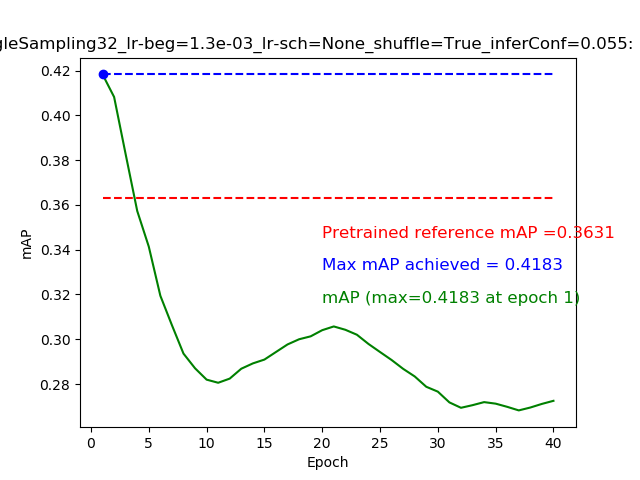 gleSampling32_lr-beg=1.3e-03_lr-sch=None_shuffle=True_inferConf=0.055:
0.42
0.40
0.38
0.36
0.34
0.32
0.30
0.28
mAP
Pretrained reference mAP =0.3631
Max mAP achieved = 0.4183
mAP (max=0.4183 at epoch 1)
0 5 10 15 20 25 30 35 40
Epoch